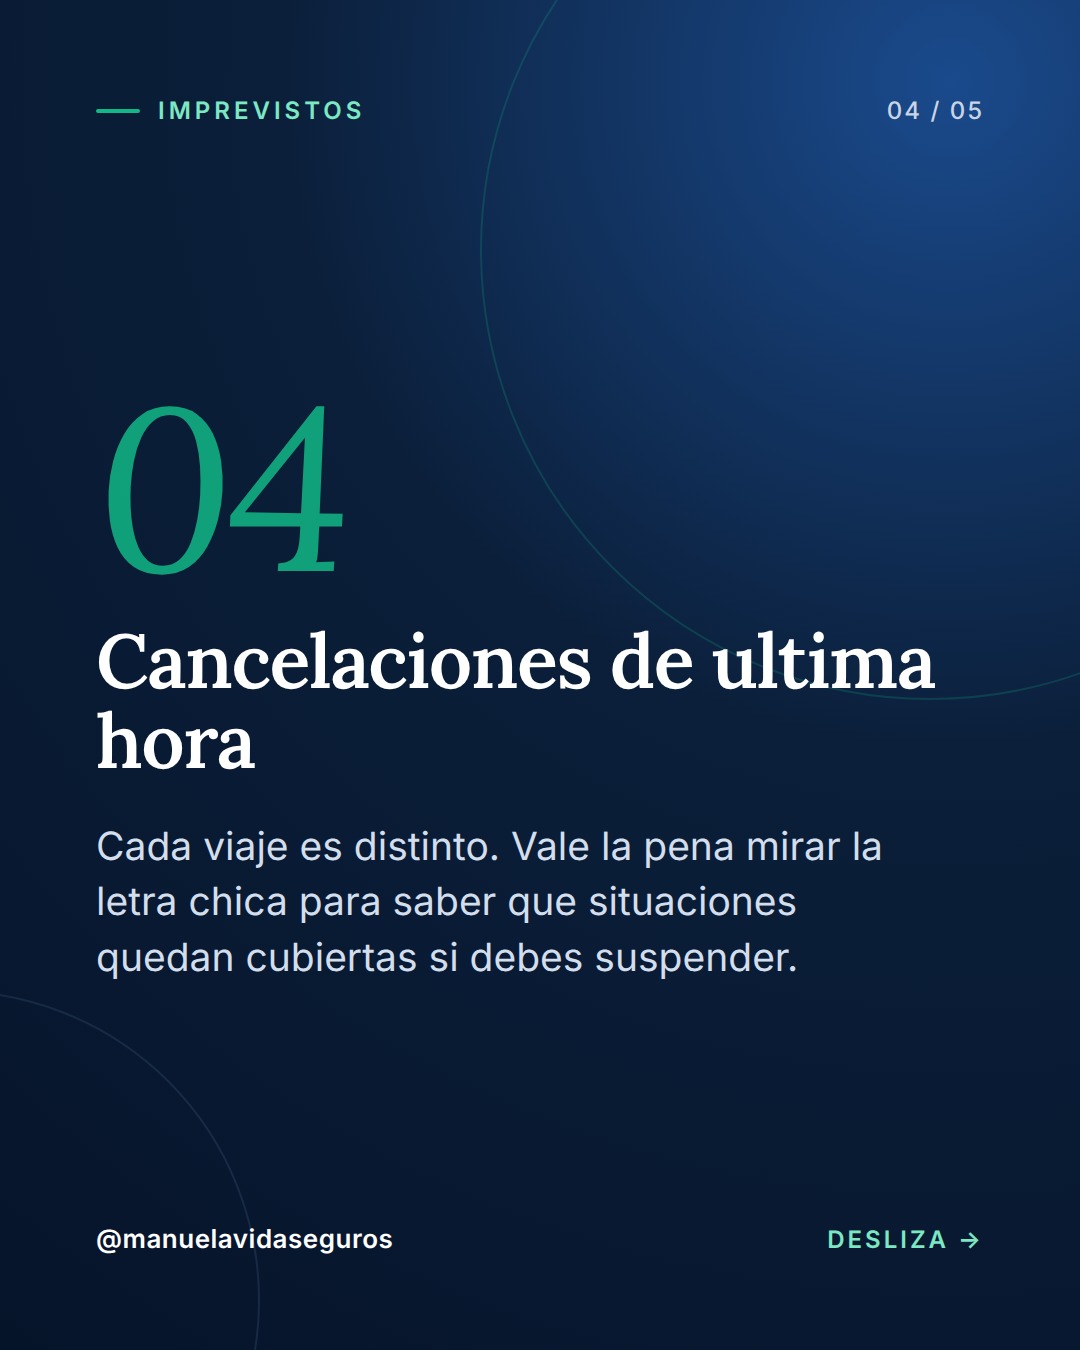 IMPREVISTOS
04 / 05
04
Cancelaciones de ultima
hora
Cada viaje es distinto. Vale la pena mirar la
letra chica para saber que situaciones
quedan cubiertas si debes suspender.
@manuelavidaseguros
DESLIZA →